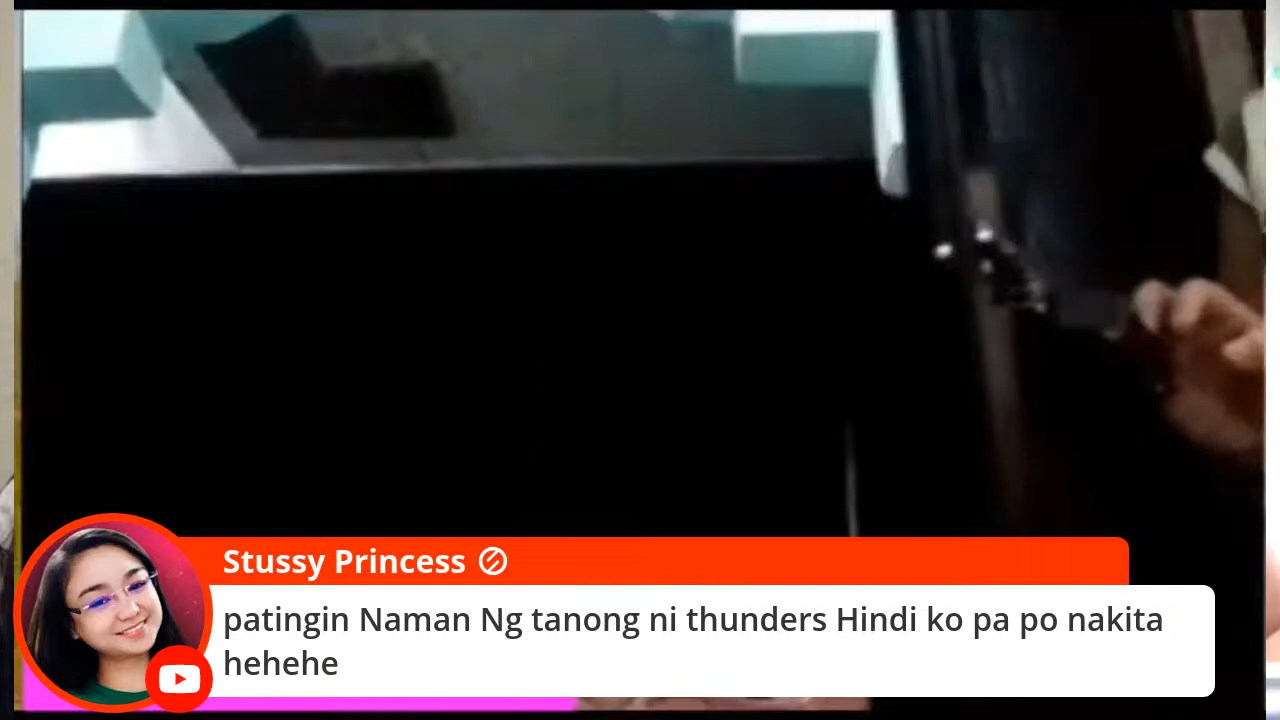 Stussy Princess
patingin Naman Ng tanong ni thunders Hindi ko pa po nakita
hehehe